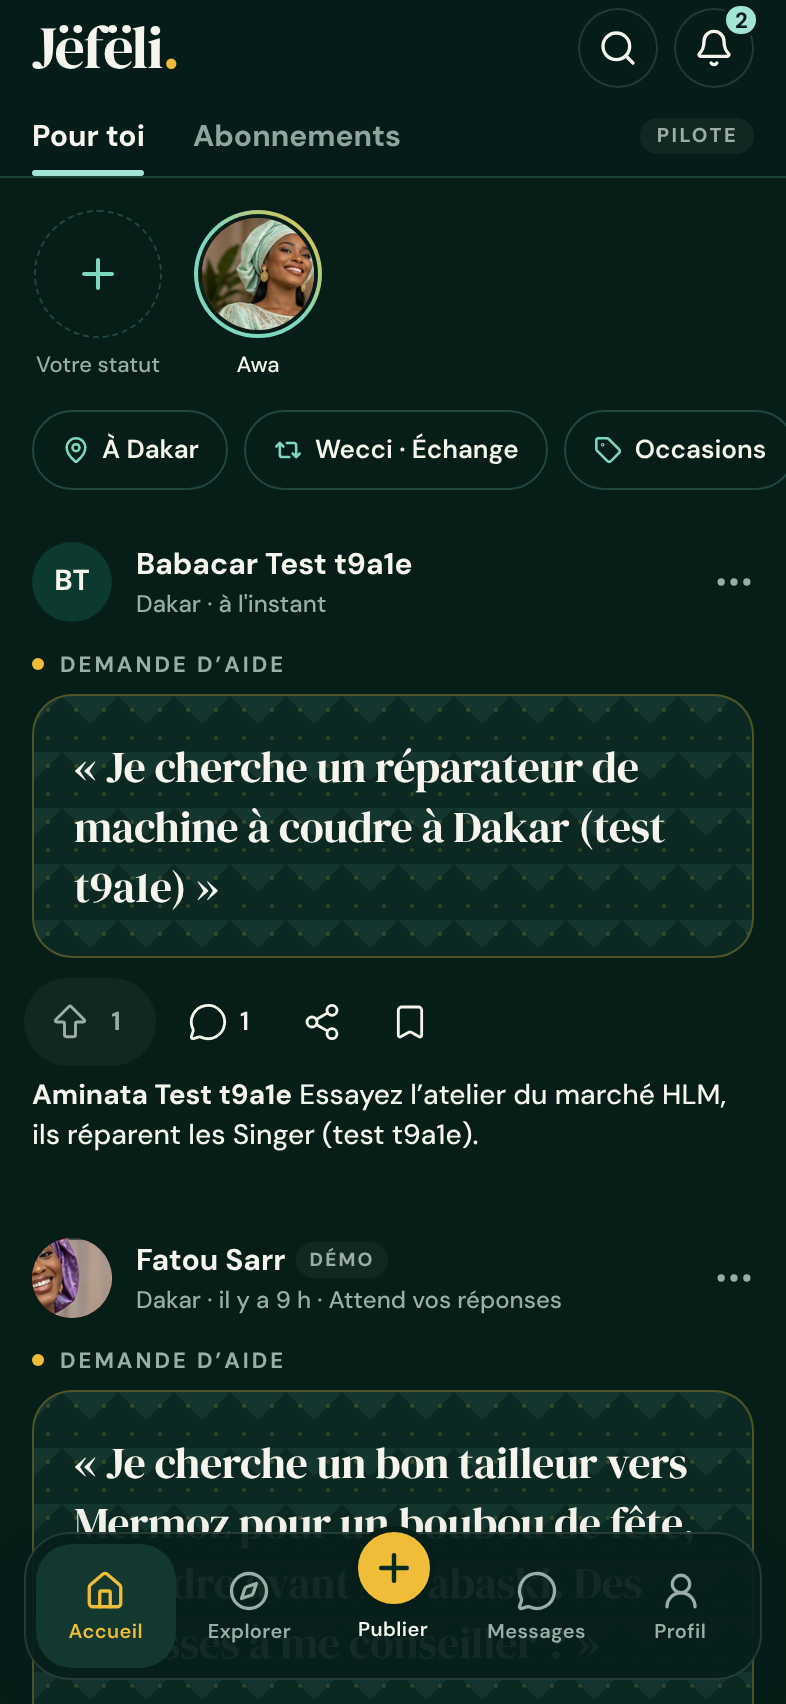 Jëfëli.
2
Pour toi Abonnements PILOTE
Votre statut Awa
À Dakar Wecci · Échange Occasions
BT
Babacar Test t9a1e
Dakar · à l'instant
DEMANDE D’AIDE
« Je cherche un réparateur de
machine à coudre à Dakar (test
t9a1e) »
1 1
Aminata Test t9a1e Essayez l’atelier du marché HLM,
ils réparent les Singer (test t9a1e).
Fatou Sarr DÉMO
Dakar · il y a 9 h · Attend vos réponses
DEMANDE D’AIDE
« Je cherche un bon tailleur vers
Mermoz pour un boubou de fête,
Des
à me conseiller ? »
Accueil Explorer Publier Messages Profil